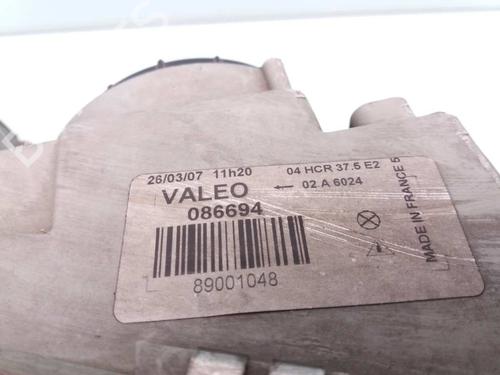 26/03/07 11h20 04 HCR 37.5 E2
VALEO ← 02 A 6024
086694
89001048
MADE IN FRANCE 5